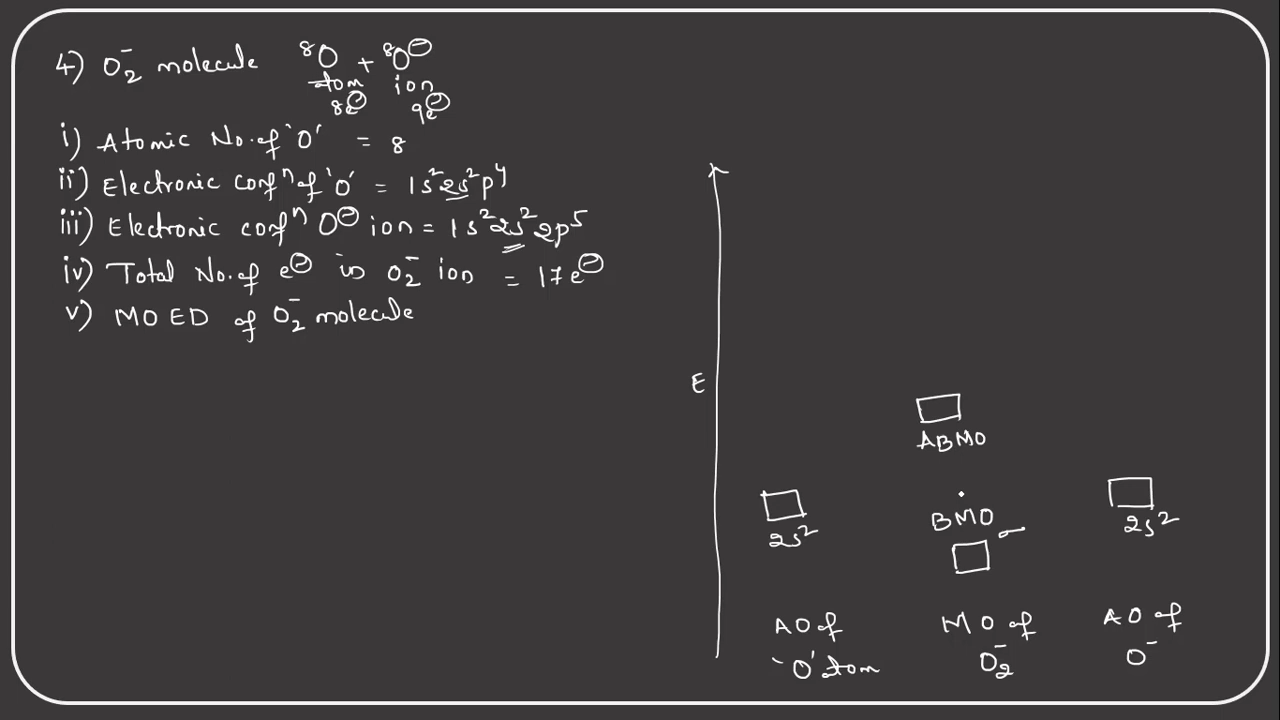 4) O₂⁻ molecule ⁸O + ⁸O⊖
atom ion
8e⊖ 9e⊖
i) Atomic No. of 'O' = 8
ii) Electronic confⁿ of 'O' = 1s²2s²p⁴
iii) Electronic confⁿ O⊖ ion = 1s²2s²2p⁵
iv) Total No. of e⊖ in O₂⁻ ion = 17e⊖
v) MOED of O₂⁻ molecule
E
ABMO
2s² BMO 2s²
σ
AO of MO of AO of
'O' atom O₂⁻ O⁻